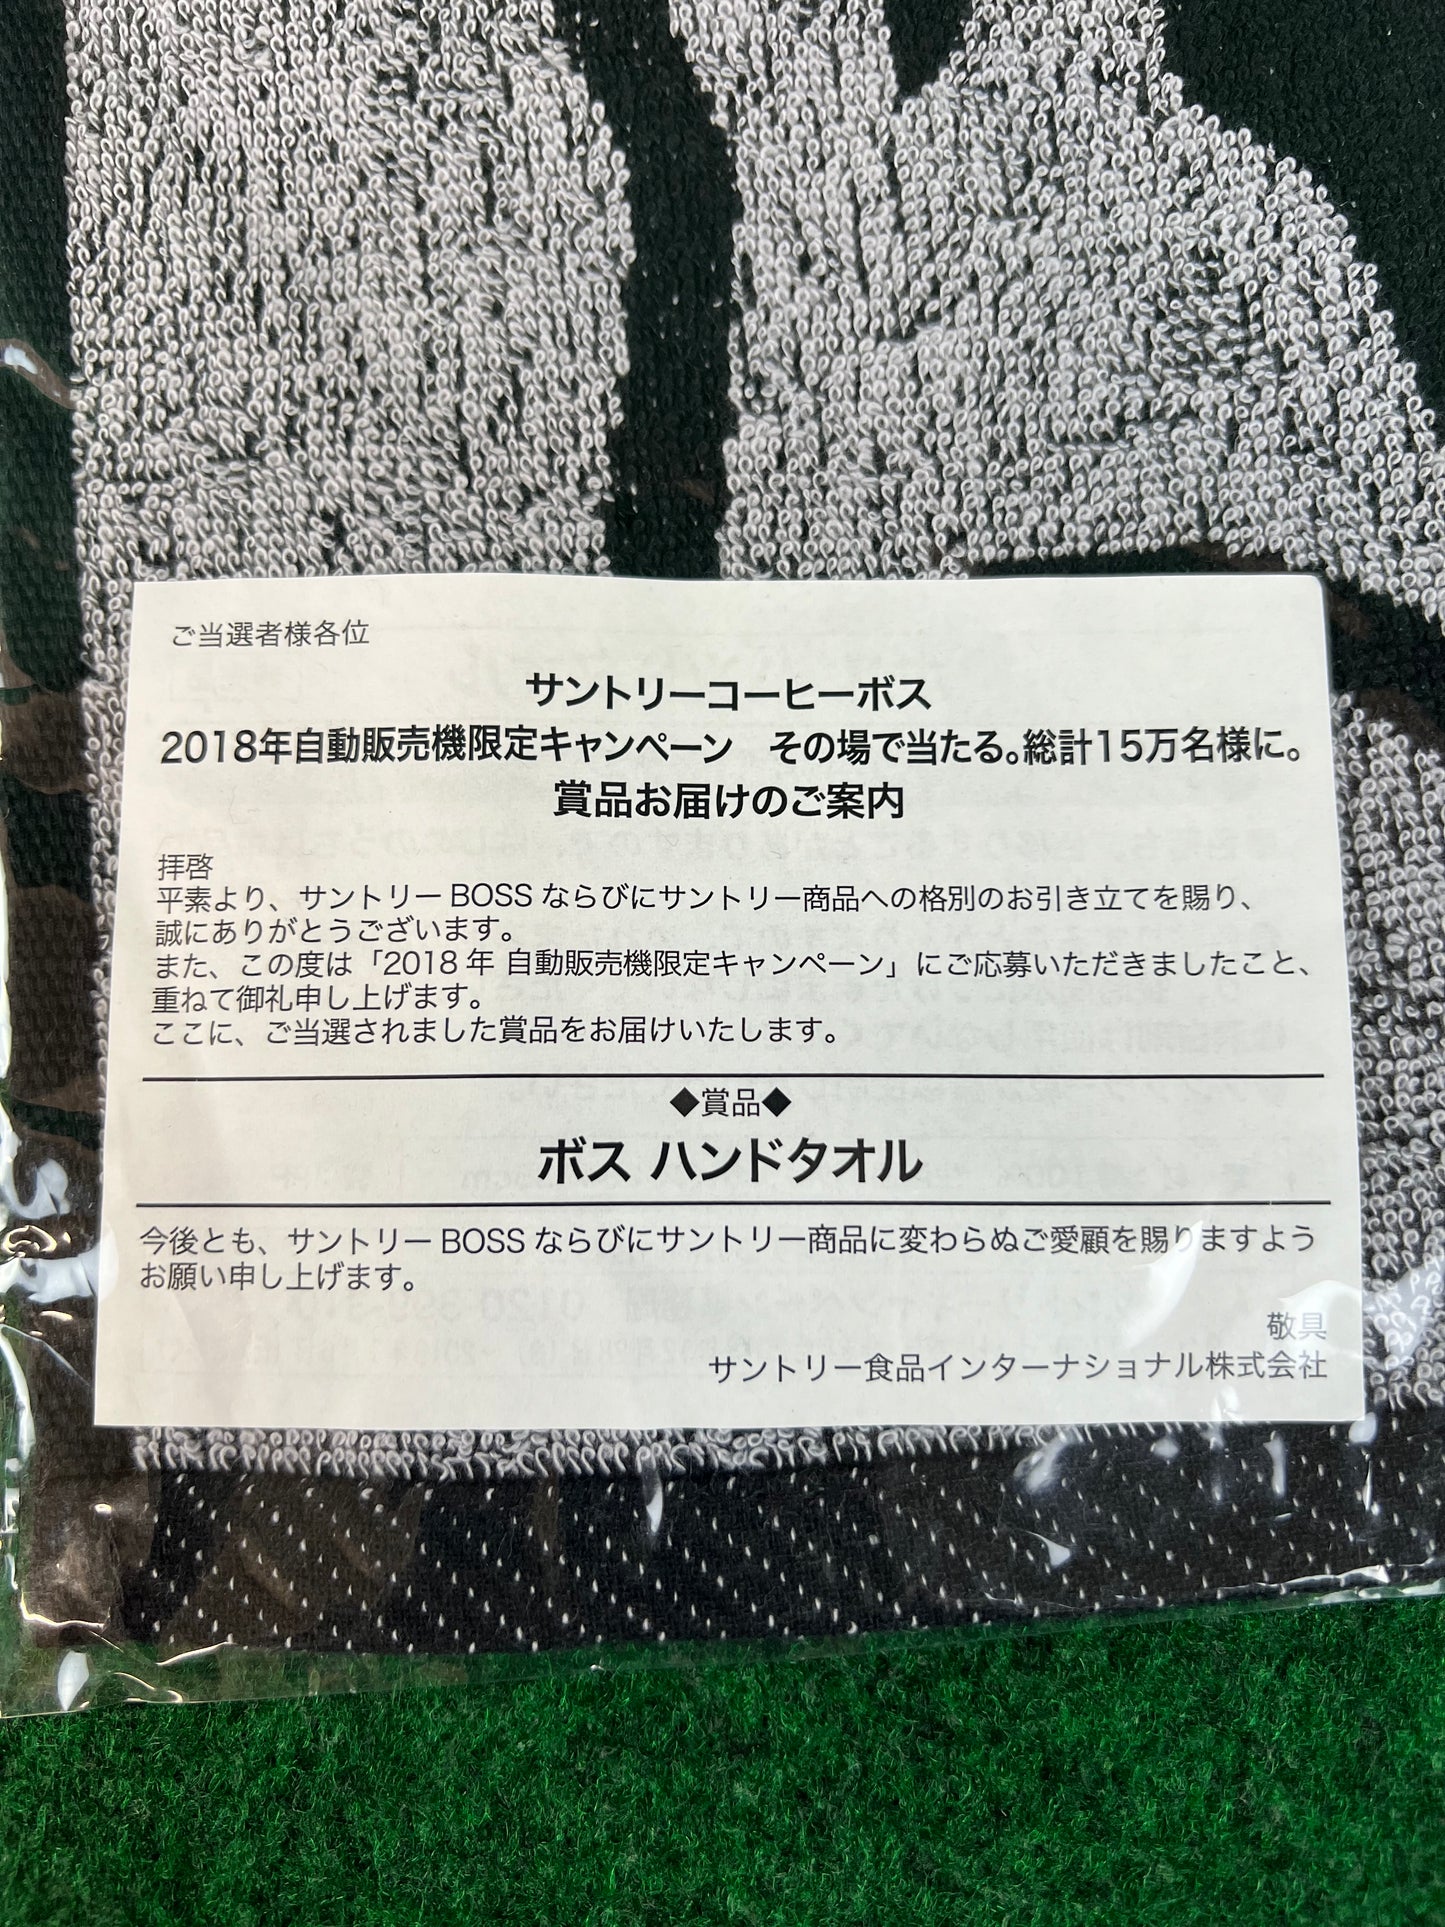 ご当選者様各位
サントリーコーヒーボス
2018年自動販売機限定キャンペーン　その場で当たる。総計15万名様に。
賞品お届けのご案内
拝啓
平素より、サントリー BOSS ならびにサントリー商品への格別のお引き立てを賜り、
誠にありがとうございます。
また、この度は「2018 年 自動販売機限定キャンペーン」にご応募いただきましたこと、
重ねて御礼申し上げます。
ここに、ご当選されました賞品をお届けいたします。
◆賞品◆
ボス ハンドタオル
今後とも、サントリー BOSS ならびにサントリー商品に変わらぬご愛顧を賜りますよう
お願い申し上げます。
敬具
サントリー食品インターナショナル株式会社